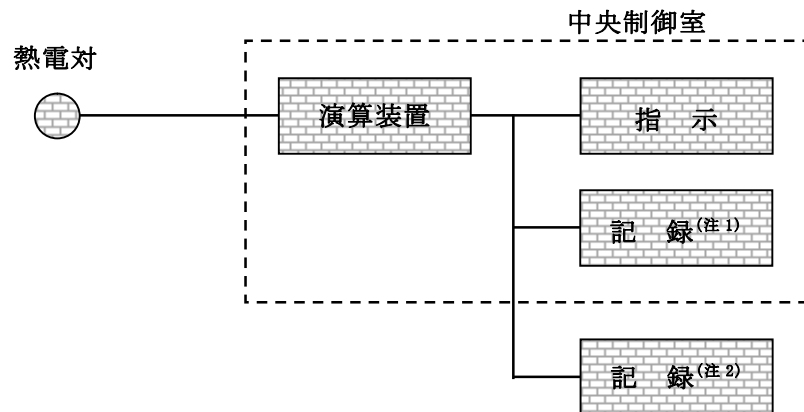 中央制御室
熱電対
演算装置
指 示
記 録(注1)
記 録(注2)